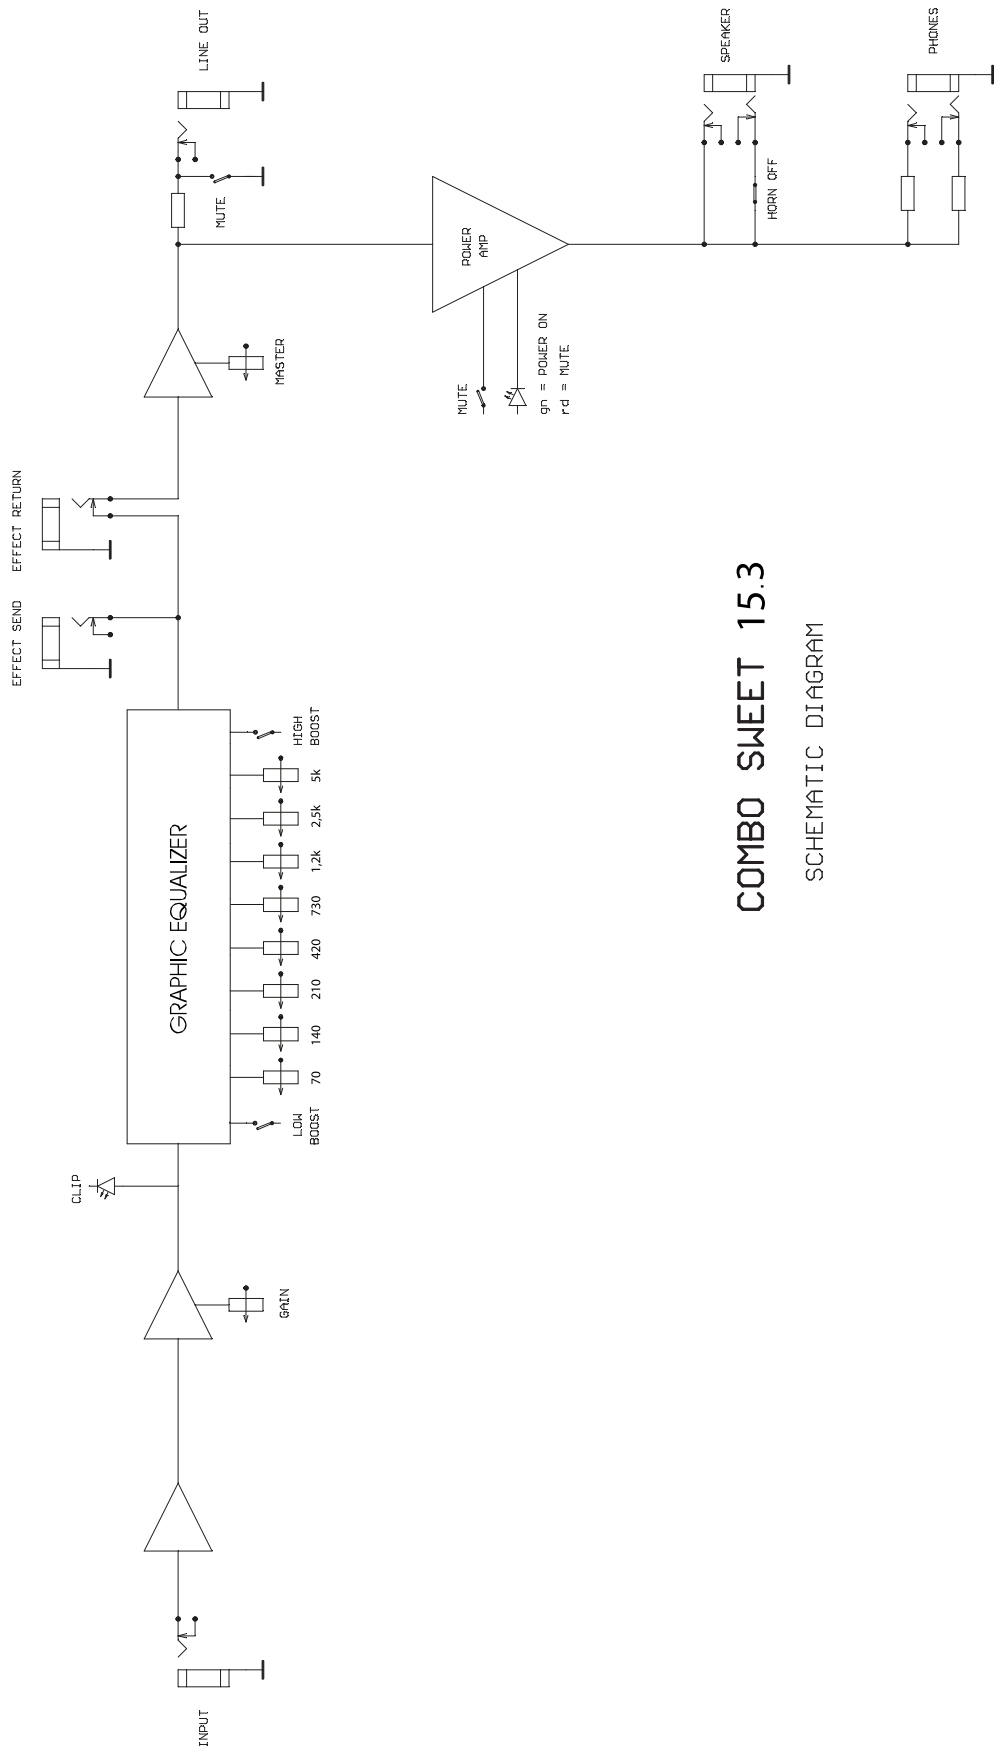 INPUT
GAIN
CLIP
GRAPHIC EQUALIZER
LOW
BOOST
70
140
210
420
730
1,2k
2,5k
5k
HIGH
BOOST
EFFECT SEND
EFFECT RETURN
MASTER
MUTE
LINE OUT
POWER
AMP
MUTE
gn = POWER ON
rd = MUTE
HORN OFF
SPEAKER
PHONES
COMBO SWEET 15.3
SCHEMATIC DIAGRAM